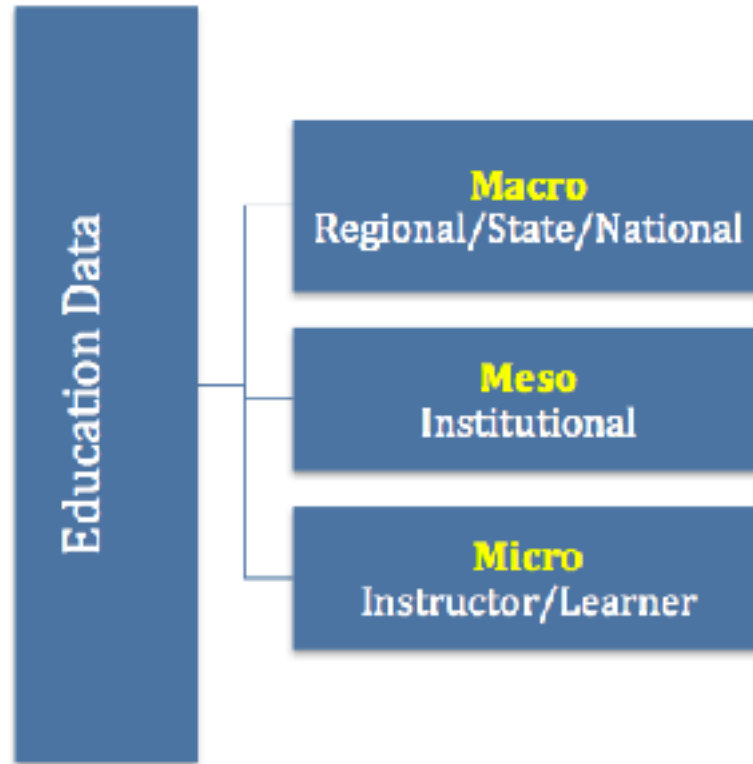 Education Data
Macro
Regional/State/National
Meso
Institutional
Micro
Instructor/Learner